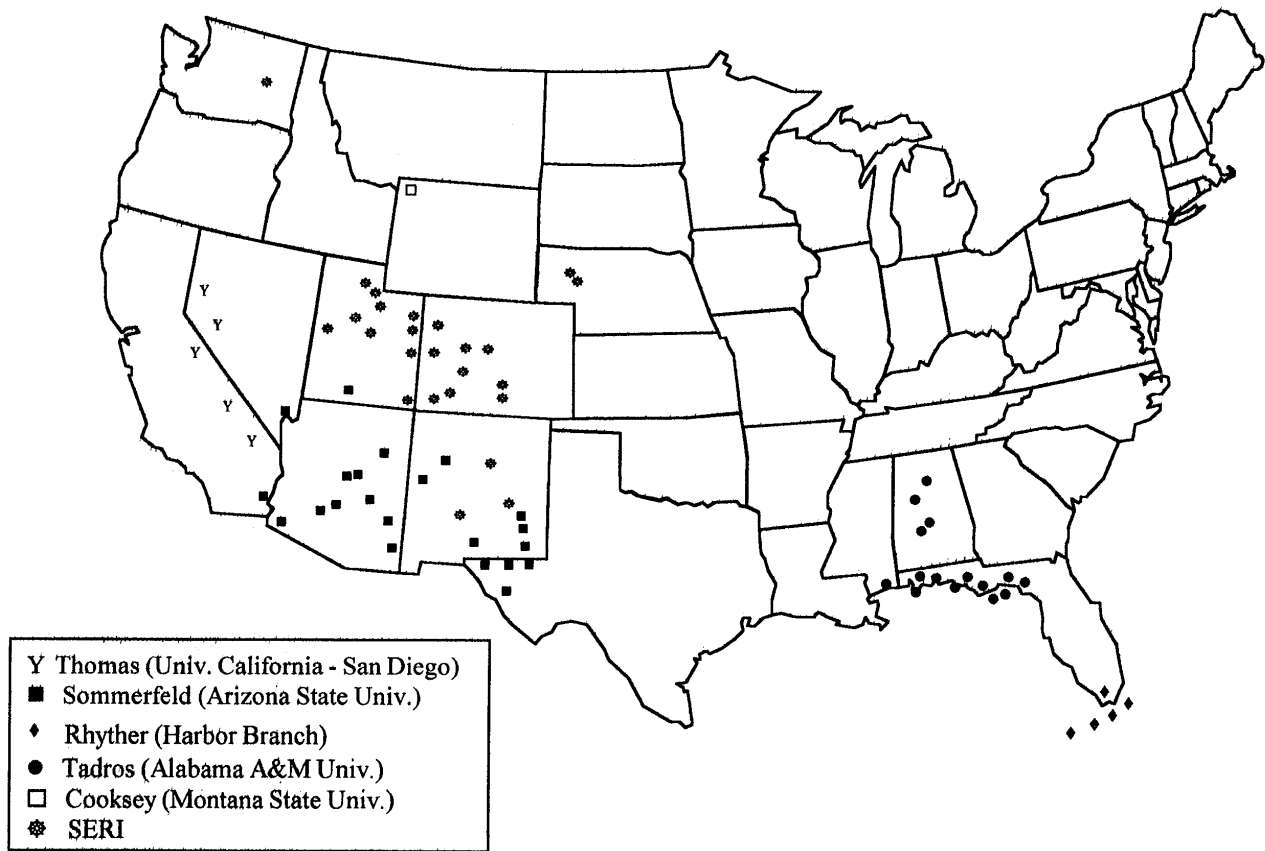 Y
Y
Y
Y
Y
Y Thomas (Univ. California - San Diego)
Sommerfeld (Arizona State Univ.)
Rhyther (Harbor Branch)
Tadros (Alabama A&M Univ.)
Cooksey (Montana State Univ.)
SERI